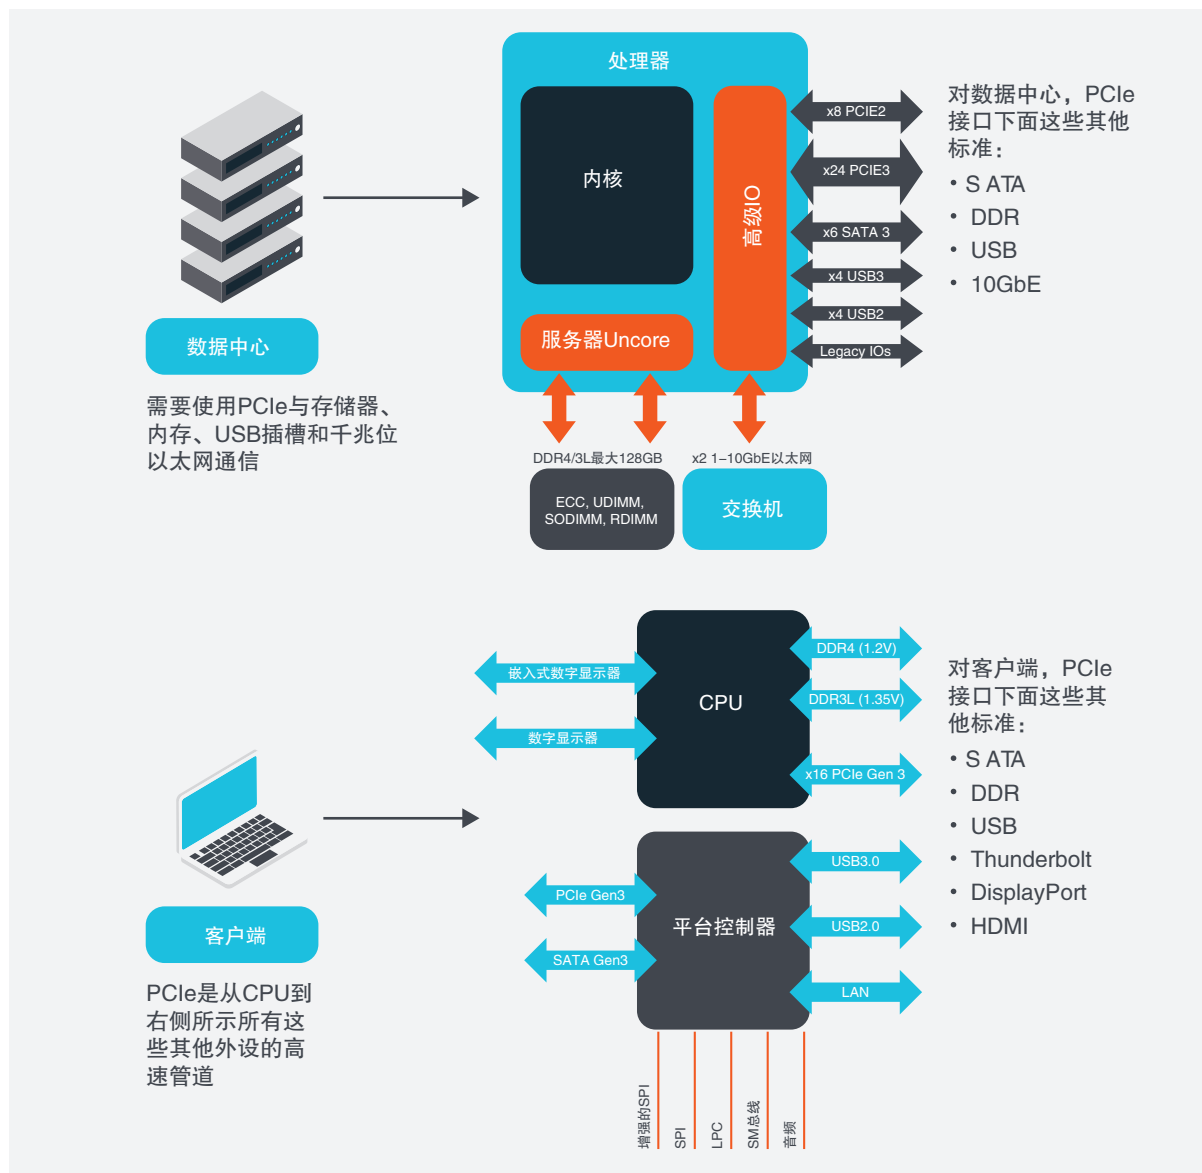 处理器
内核
高级IO
服务器Uncore
x8 PCIE2
x24 PCIE3
x6 SATA 3
x4 USB3
x4 USB2
Legacy IOs
对数据中心，PCIe
接口下面这些其他
标准：
• S ATA
• DDR
• USB
• 10GbE
数据中心
需要使用PCIe与存储器、
内存、USB插槽和千兆位
以太网通信
DDR4/3L最大128GB
x2 1–10GbE以太网
ECC, UDIMM,
SODIMM, RDIMM
交换机
CPU
嵌入式数字显示器
数字显示器
DDR4 (1.2V)
DDR3L (1.35V)
x16 PCIe Gen 3
对客户端，PCIe
接口下面这些其
他标准：
• S ATA
• DDR
• USB
• Thunderbolt
• DisplayPort
• HDMI
平台控制器
PCIe Gen3
SATA Gen3
USB3.0
USB2.0
LAN
客户端
PCIe是从CPU到
右侧所示所有这
些其他外设的高
速管道
增强的SPI
SPI
LPC
SM总线
音频